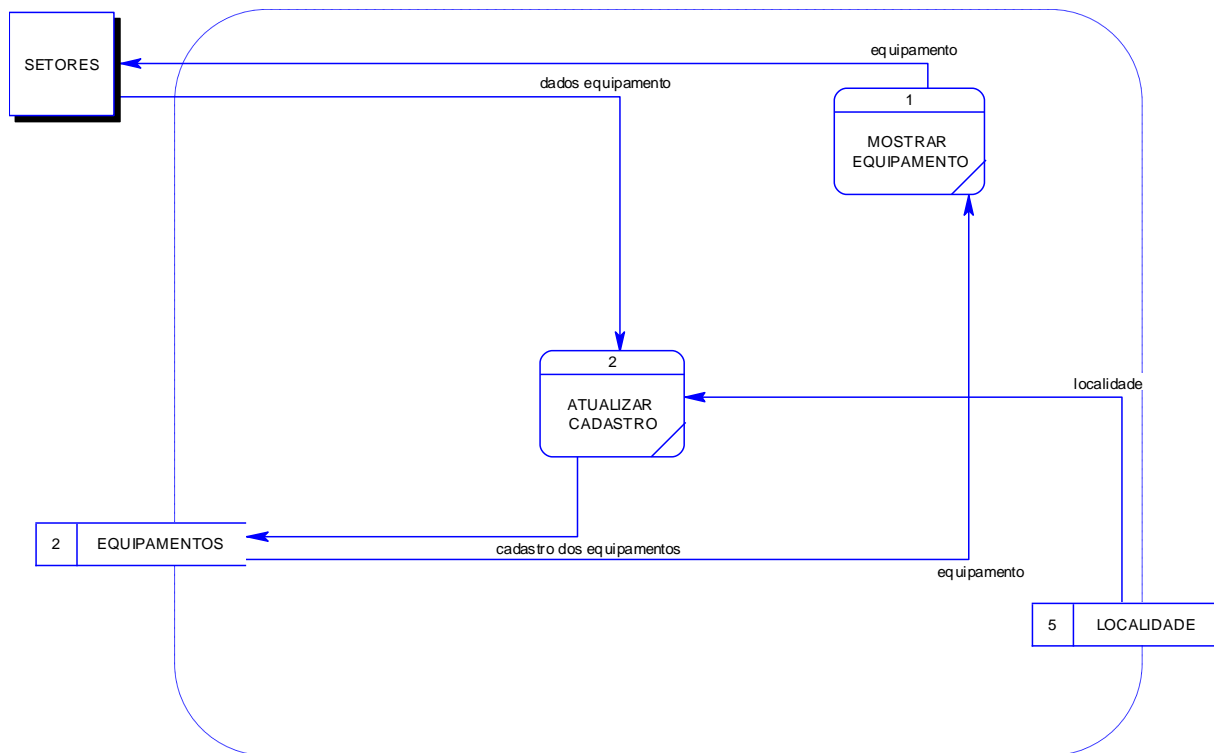 equipamento
SETORES
dados equipamento
1
MOSTRAR
EQUIPAMENTO
2
ATUALIZAR
CADASTRO
localidade
2
EQUIPAMENTOS
cadastro dos equipamentos
equipamento
5
LOCALIDADE